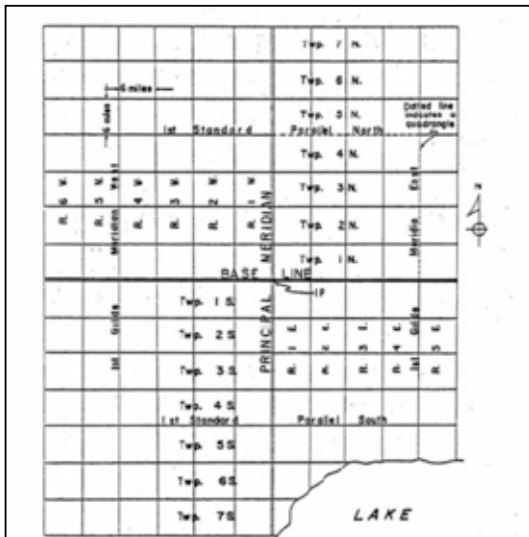 Twp. 7 N.
Twp. 6 N.
6 miles
6 miles
Twp. 5 N.
Dotted line
indicates a
quadrangle
1st Standard Parallel North
Twp. 4 N.
R. 6 W.
R. 5 W.
1st Guide Meridian West
R. 4 W.
R. 3 W.
R. 2 W.
R. 1 W.
Twp. 3 N.
Twp. 2 N.
Twp. 1 N.
N
BASE LINE
IP
PRINCIPAL MERIDIAN
Twp. 1 S.
Twp. 2 S.
Twp. 3 S.
R. 1 E.
R. 3 E.
R. 4 E.
1st Guide Meridia East
R. 5 E.
Twp. 4 S.
1st Standard Parallel South
Twp. 5 S.
Twp. 6 S.
Twp. 7 S.
LAKE